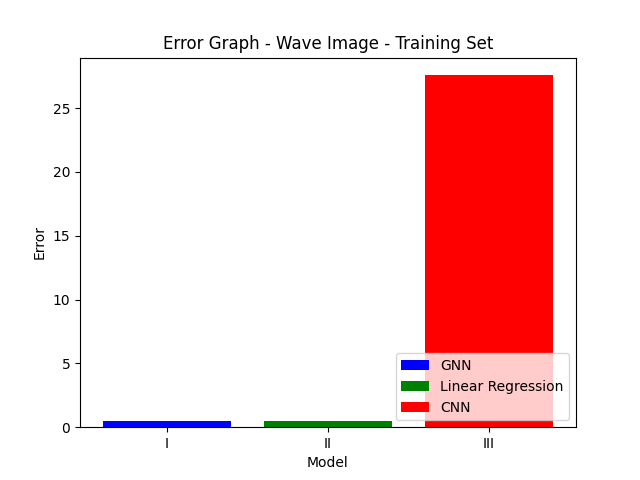 Error Graph - Wave Image - Training Set
Error
25
20
15
10
5
0
GNN
Linear Regression
CNN
I
II
III
Model